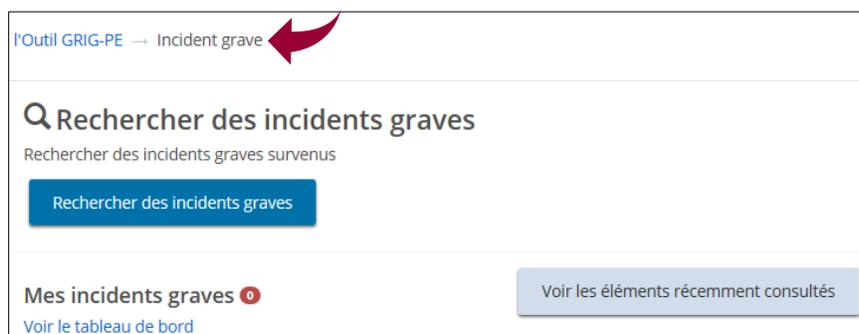 l'Outil GRIG-PE → Incident grave
Rechercher des incidents graves
Rechercher des incidents graves survenus
Rechercher des incidents graves
Mes incidents graves 0
Voir les éléments récemment consultés
Voir le tableau de bord